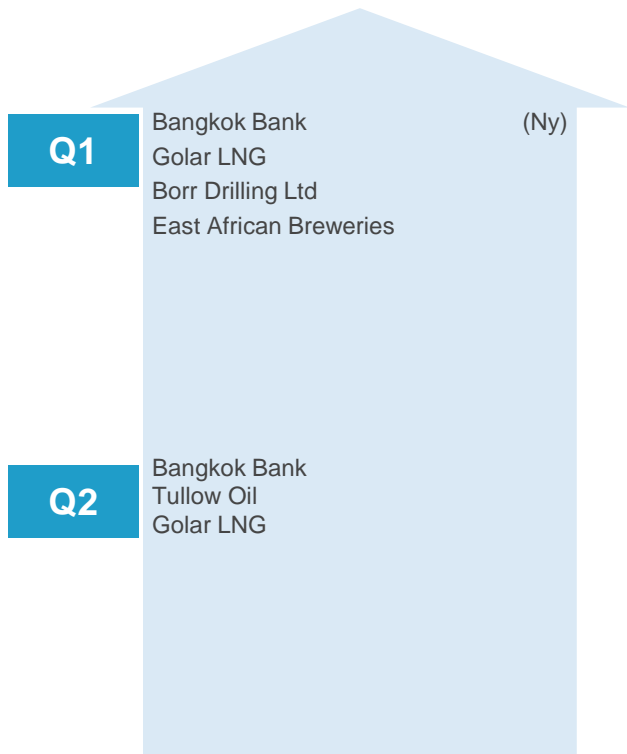 Q1
Bangkok Bank (Ny)
Golar LNG
Borr Drilling Ltd
East African Breweries
Q2
Bangkok Bank
Tullow Oil
Golar LNG